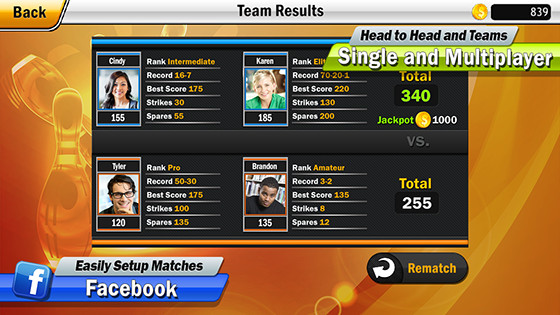 Back
Team Results
839
Head to Head and Teams
Single and Multiplayer
Cindy
155
Rank Intermediate
Record 16-7
Best Score 175
Strikes 30
Spares 55
Karen
185
Rank
Record 70-20-1
Best Score 220
Strikes 130
Spares 200
Total
340
Jackpot $ 1000
VS.
Tyler
120
Rank Pro
Record 50-30
Best Score 175
Strikes 100
Spares 135
Brandon
135
Rank Amateur
Record 3-2
Best Score 135
Strikes 8
Spares 12
Total
255
f
Easily Setup Matches
Facebook
Rematch